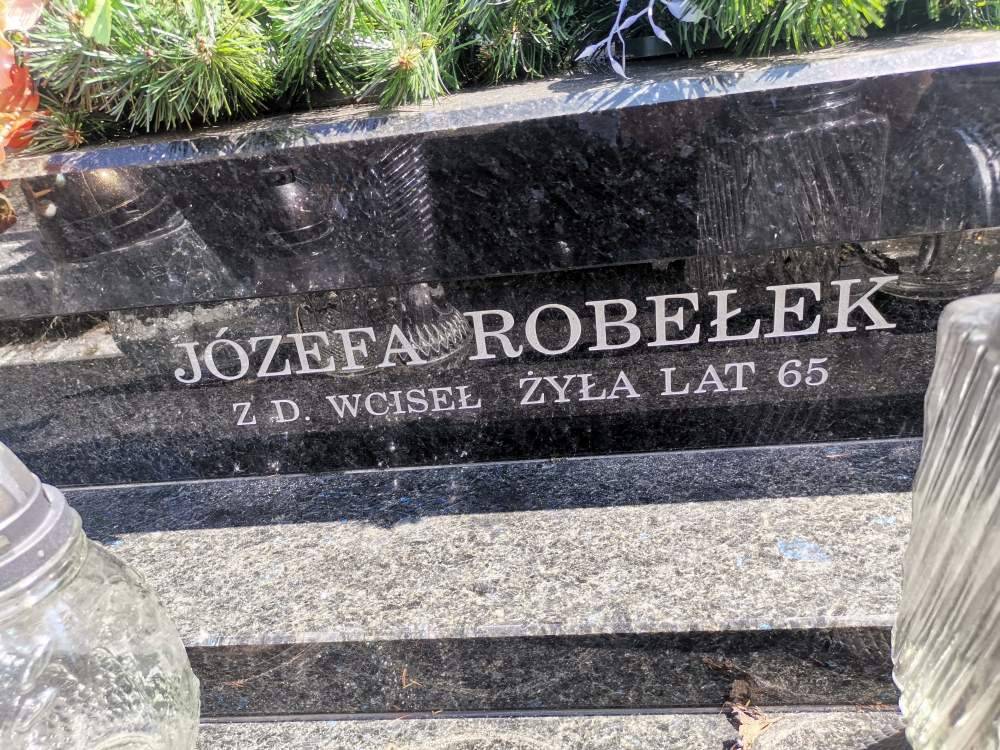 JÓZEFA ROBEŁEK
Z D. WCISEŁ ŻYŁA LAT 65